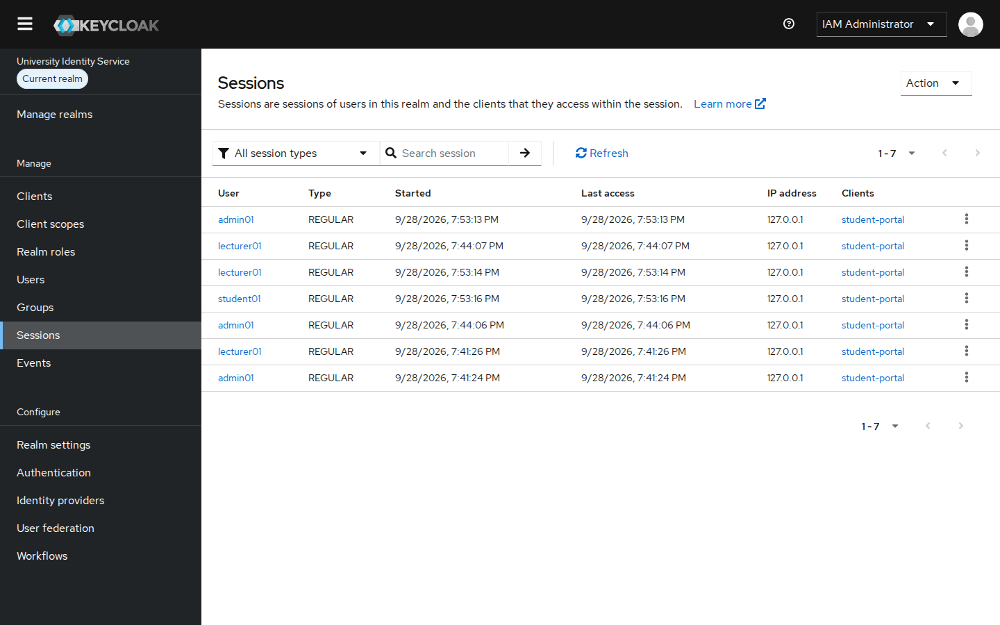 KEYCLOAK
IAM Administrator
University Identity Service
Current realm
Manage realms
Manage
Clients
Client scopes
Realm roles
Users
Groups
Sessions
Events
Configure
Realm settings
Authentication
Identity providers
User federation
Workflows
Sessions
Action
Sessions are sessions of users in this realm and the clients that they access within the session. Learn more
All session types Search session Refresh 1 - 7
User Type Started Last access IP address Clients
admin01 REGULAR 9/28/2026, 7:53:13 PM 9/28/2026, 7:53:13 PM 127.0.0.1 student-portal
lecturer01 REGULAR 9/28/2026, 7:44:07 PM 9/28/2026, 7:44:07 PM 127.0.0.1 student-portal
lecturer01 REGULAR 9/28/2026, 7:53:14 PM 9/28/2026, 7:53:14 PM 127.0.0.1 student-portal
student01 REGULAR 9/28/2026, 7:53:16 PM 9/28/2026, 7:53:16 PM 127.0.0.1 student-portal
admin01 REGULAR 9/28/2026, 7:44:06 PM 9/28/2026, 7:44:06 PM 127.0.0.1 student-portal
lecturer01 REGULAR 9/28/2026, 7:41:26 PM 9/28/2026, 7:41:26 PM 127.0.0.1 student-portal
admin01 REGULAR 9/28/2026, 7:41:24 PM 9/28/2026, 7:41:24 PM 127.0.0.1 student-portal
1 - 7